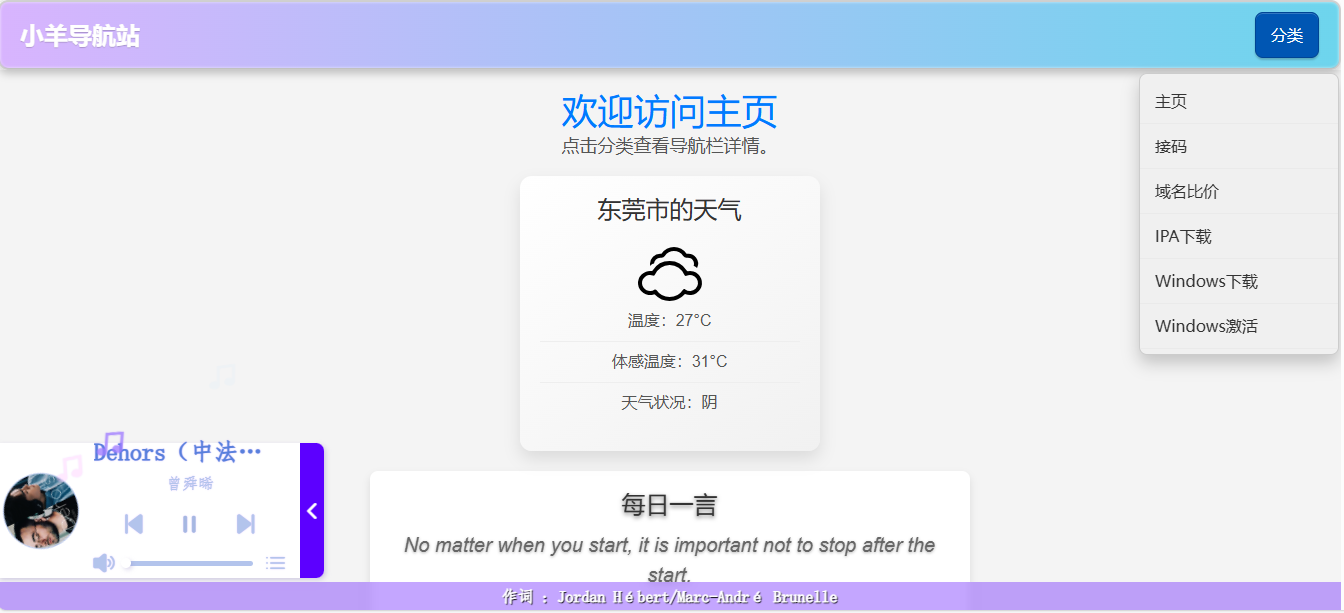 小羊导航站
分类
主页
接码
域名比价
IPA下载
Windows下载
Windows激活
欢迎访问主页
点击分类查看导航栏详情。
东莞市的天气
温度：27°C
体感温度：31°C
天气状况：阴
Dehors（中法…
曾舜晞
每日一言
No matter when you start, it is important not to stop after the
start.
作词 : Jordan Hébert/Marc-André Brunelle